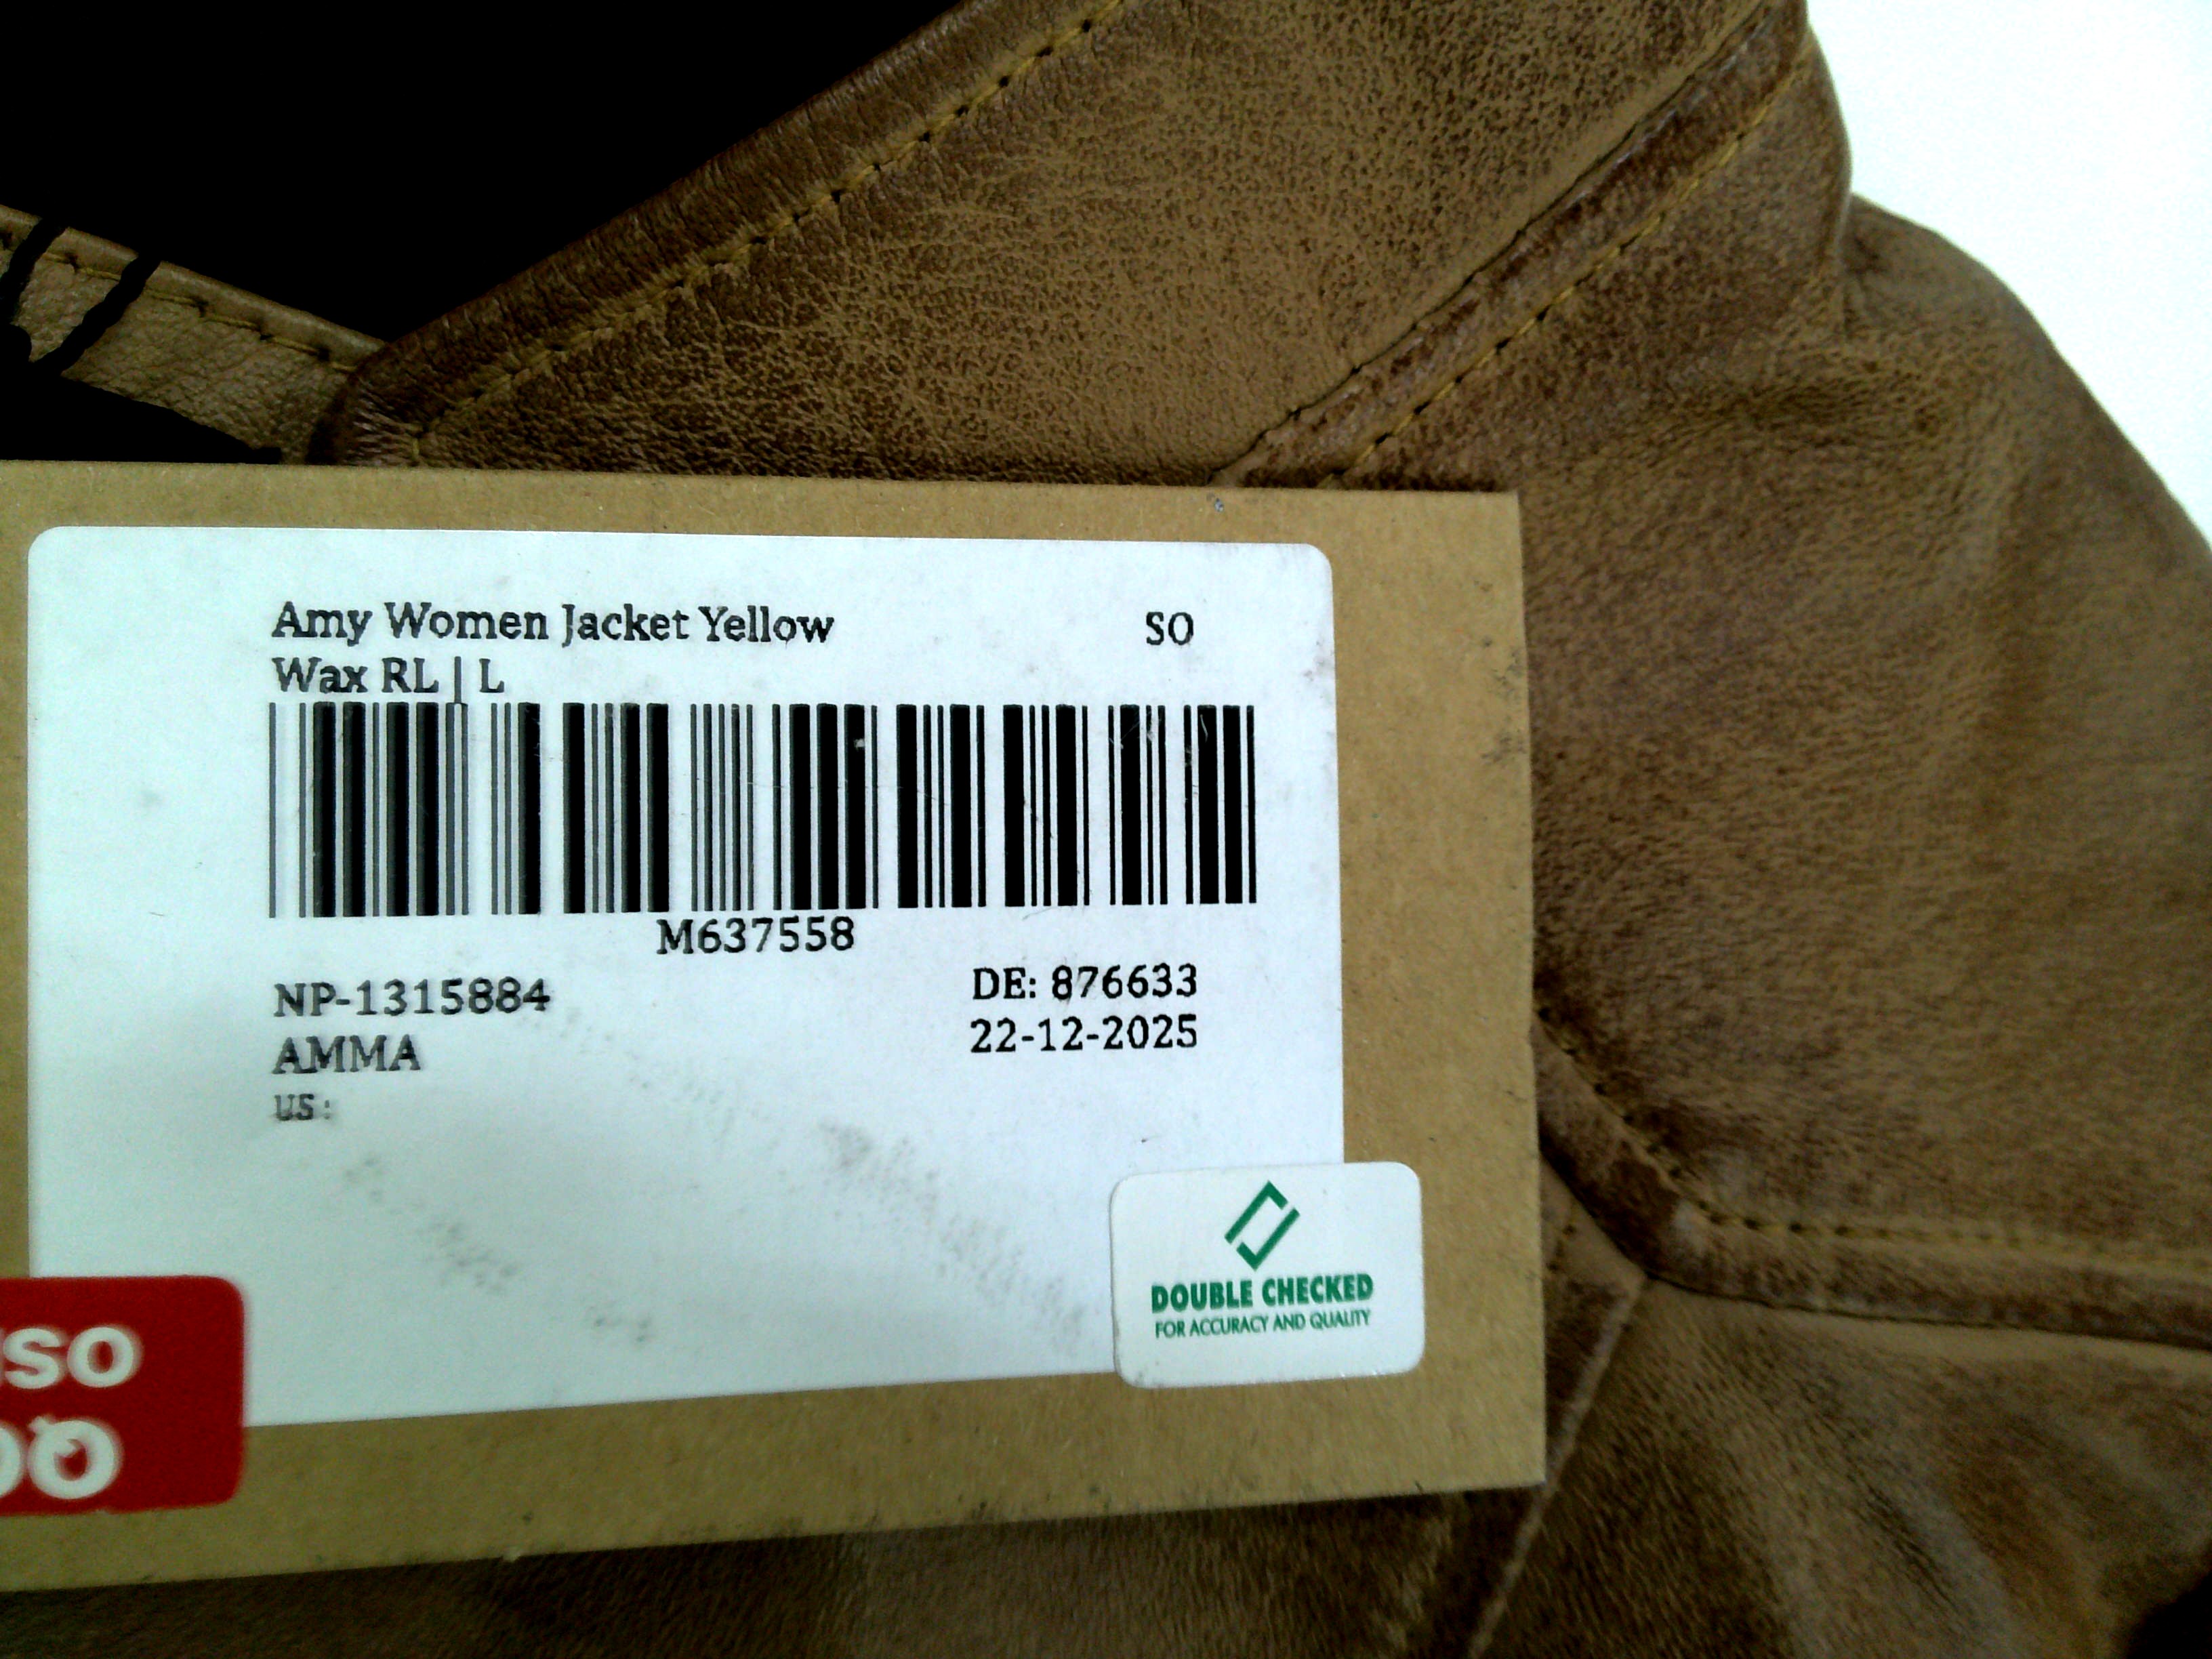 Amy Women Jacket Yellow SO
Wax RL | L
M637558
NP-1315884 DE: 876633
AMMA 22-12-2025
US:
DOUBLE CHECKED
FOR ACCURACY AND QUALITY